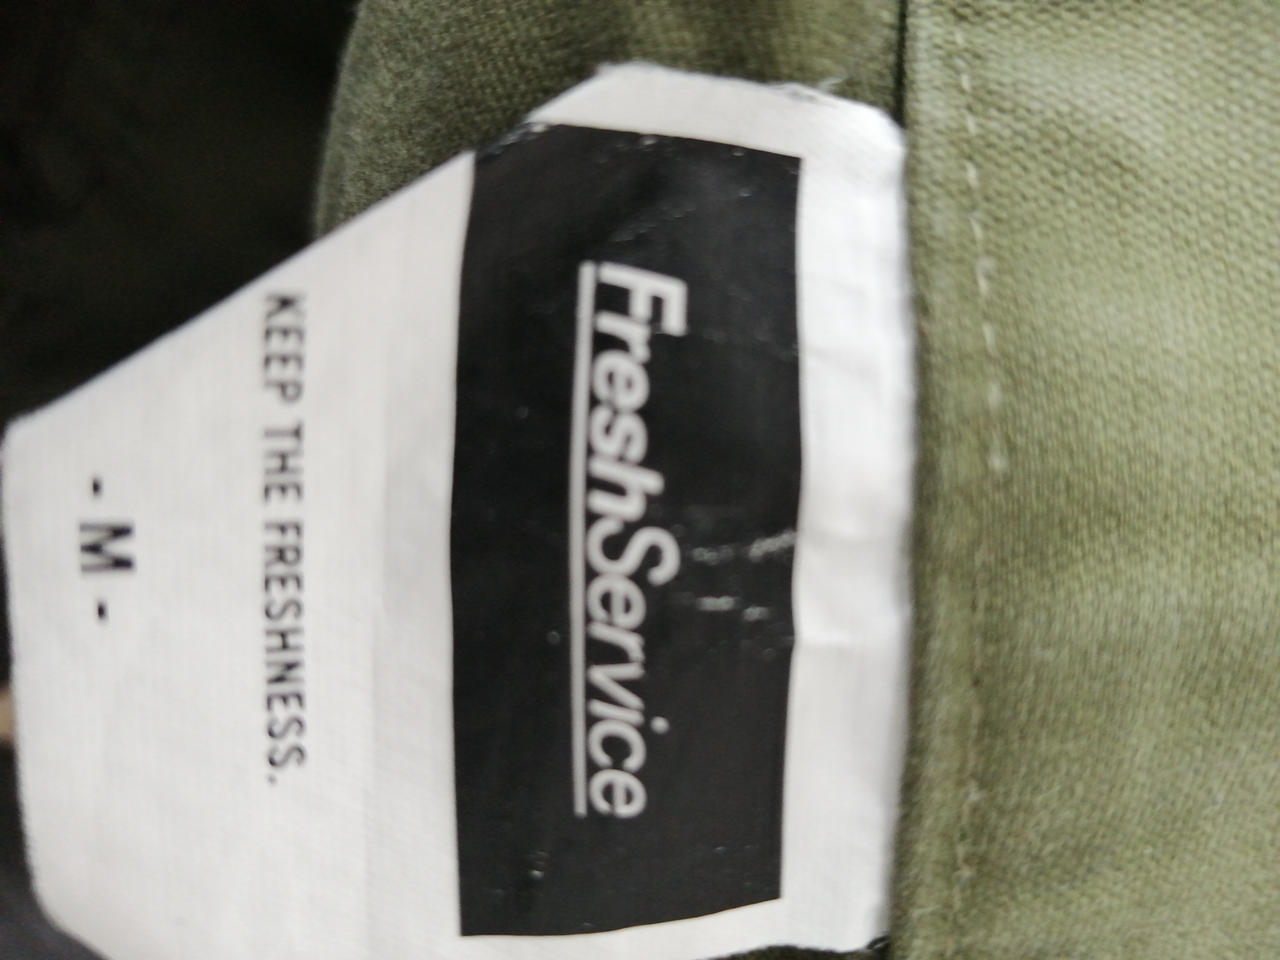 FreshService
KEEP THE FRESHNESS.
- M -